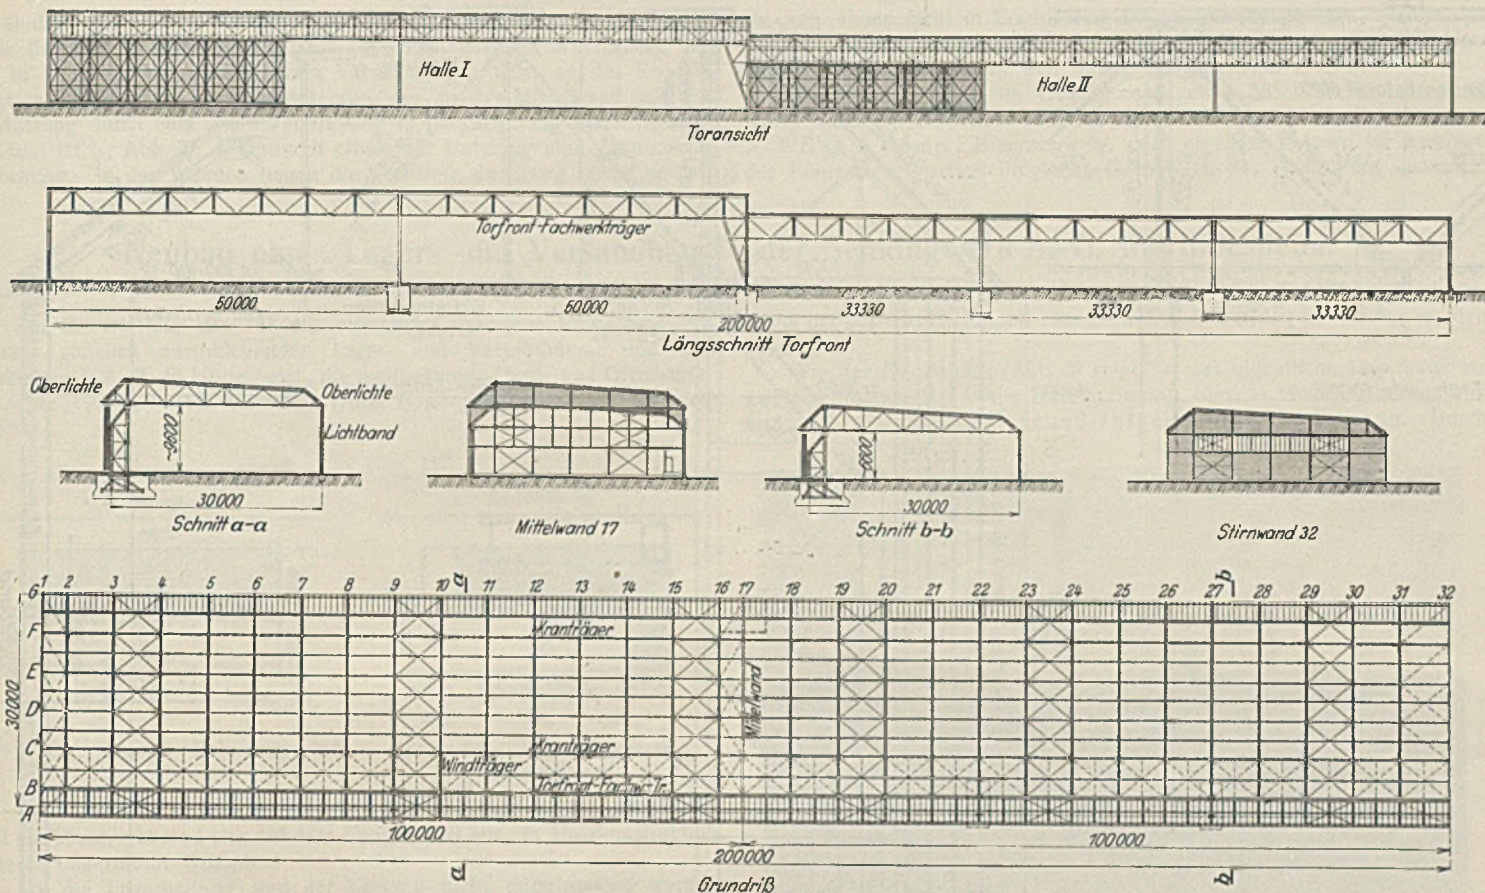 Halle I
Halle II
Toransicht
Torfront-Fachwerkträger
50000
60000
33330
33330
33330
200000
Längsschnitt Torfront
Oberlichte
Oberlichte
Lichtband
~9800
30000
Schnitt a-a
Mittelwand 17
6600
30000
Schnitt b-b
Stirnwand 32
1 2 3 4 5 6 7 8 9 10 a 11 12 13 14 15 16 17 18 19 20 21 22 23 24 25 26 27 b 28 29 30 31 32
G
F
E
D
C
B
A
30000
Kranträger
Mittelwand
Kranträger
Windträger
Torfront-Fachw.-Tr.
100000
100000
200000
a
b
Grundriß